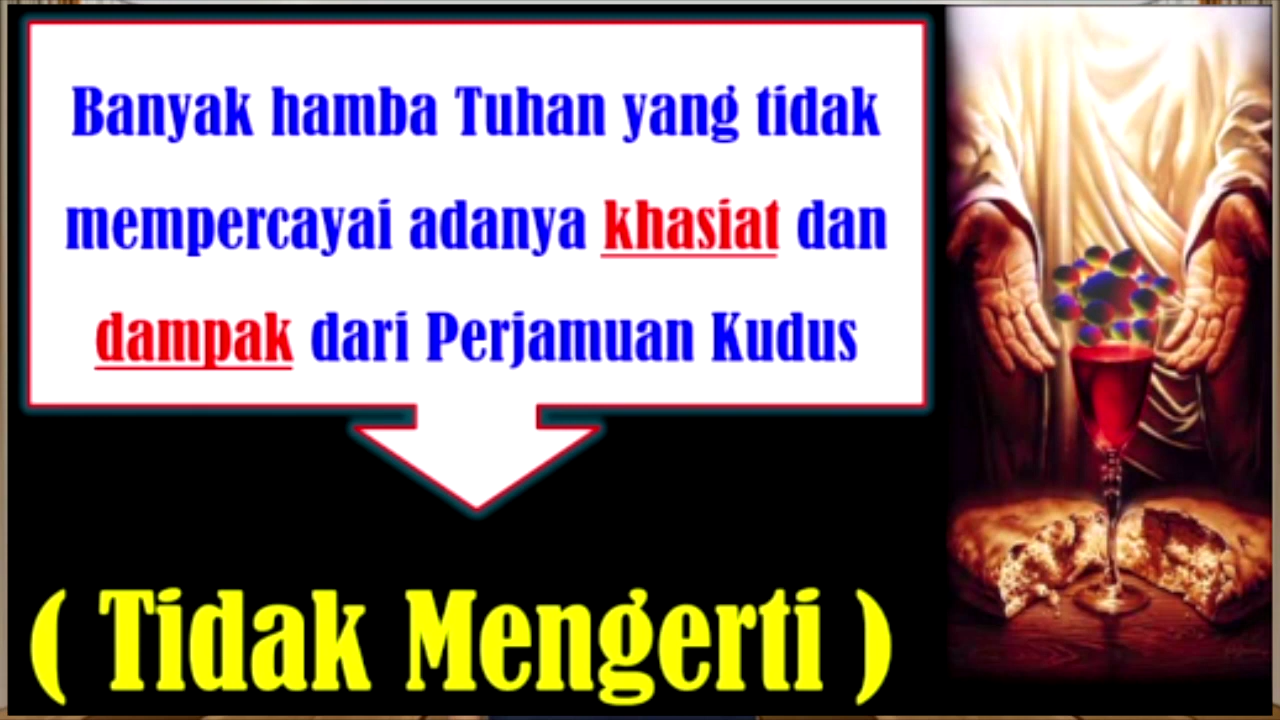 Banyak hamba Tuhan yang tidak
mempercayai adanya khasiat dan
dampak dari Perjamuan Kudus
( Tidak Mengerti )